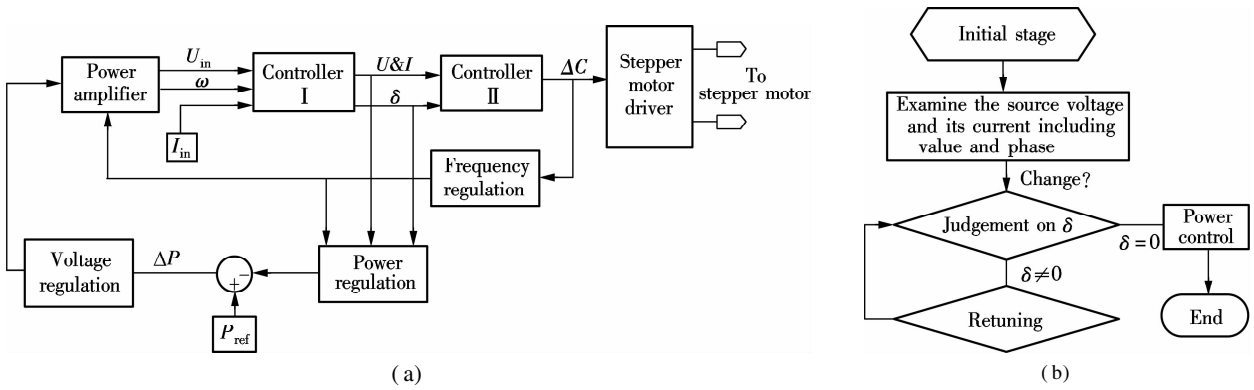 Power
amplifier
U_in
ω
I_in
Controller
Ⅰ
U&I
δ
Controller
Ⅱ
ΔC
Stepper
motor
driver
To
stepper motor
Frequency
regulation
Voltage
regulation
ΔP
−
+
P_ref
Power
regulation
(a)
Initial stage
Examine the source voltage
and its current including
value and phase
Change?
Judgement on δ
δ=0
Power
control
δ≠0
Retuning
End
(b)